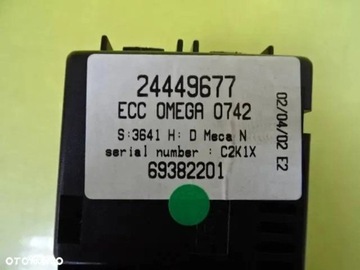 24449677
ECC OMEGA 0742
S:3641 H: D Meca N
serial number : C2K1X
69382201
02/04/02 E2
OTOMOTO